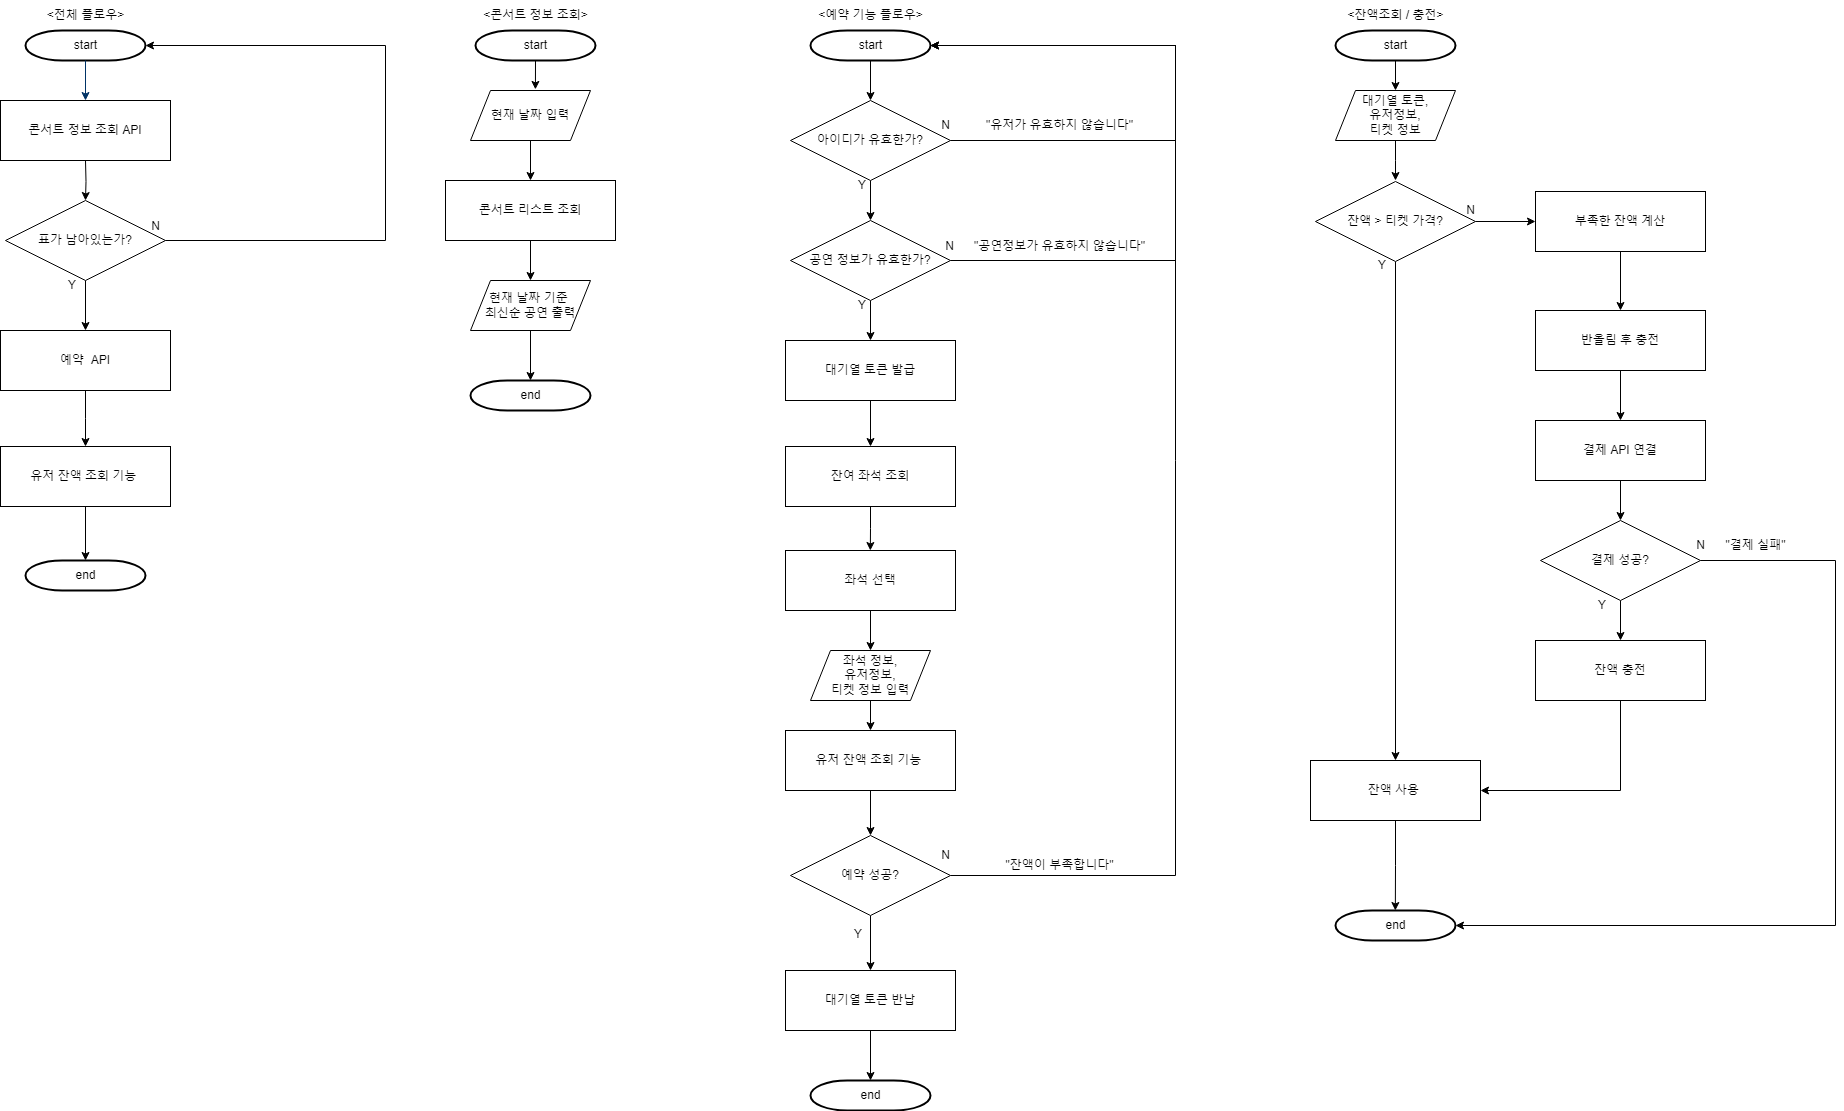 <전체 플로우>
start
콘서트 정보 조회 API
표가 남아있는가?
N
Y
예약  API
유저 잔액 조회 기능
end
<콘서트 정보 조회>
start
현재 날짜 입력
콘서트 리스트 조회
현재 날짜 기준
최신순 공연 출력
end
<예약 기능 플로우>
start
아이디가 유효한가?
N
"유저가 유효하지 않습니다"
Y
공연 정보가 유효한가?
N
"공연정보가 유효하지 않습니다"
Y
대기열 토큰 발급
잔여 좌석 조회
좌석 선택
좌석 정보,
유저정보,
티켓 정보 입력
유저 잔액 조회 기능
예약 성공?
N
"잔액이 부족합니다"
Y
대기열 토큰 반납
end
<잔액조회 / 충전>
start
대기열 토큰,
유저정보,
티켓 정보
잔액 > 티켓 가격?
N
Y
부족한 잔액 계산
반올림 후 충전
결제 API 연결
결제 성공?
N
"결제 실패"
Y
잔액 충전
잔액 사용
end